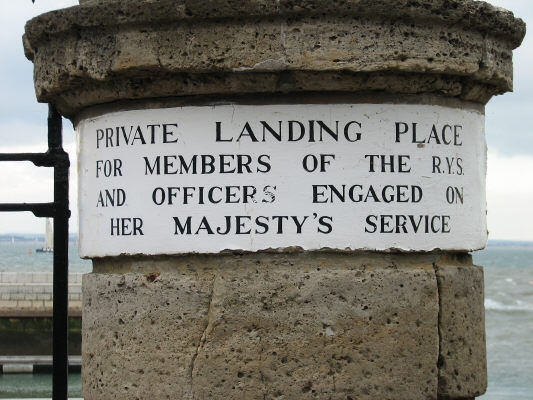 PRIVATE LANDING PLACE
FOR MEMBERS OF THE R.Y.S.
AND OFFICERS ENGAGED ON
HER MAJESTY'S SERVICE